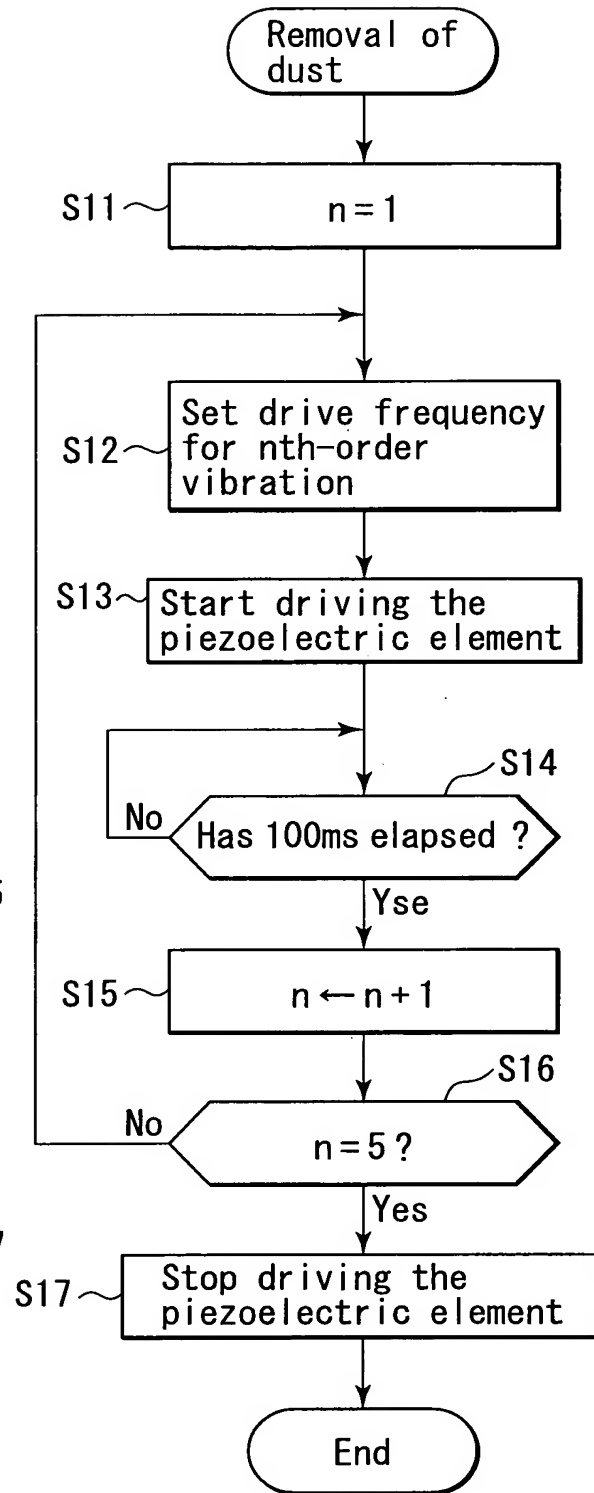 Removal of
dust
S11
n=1
S12
Set drive frequency
for nth-order
vibration
S13
Start driving the
piezoelectric element
S14
No
Has 100ms elapsed ?
Yse
S15
n ← n + 1
S16
No
n = 5 ?
Yes
S17
Stop driving the
piezoelectric element
End